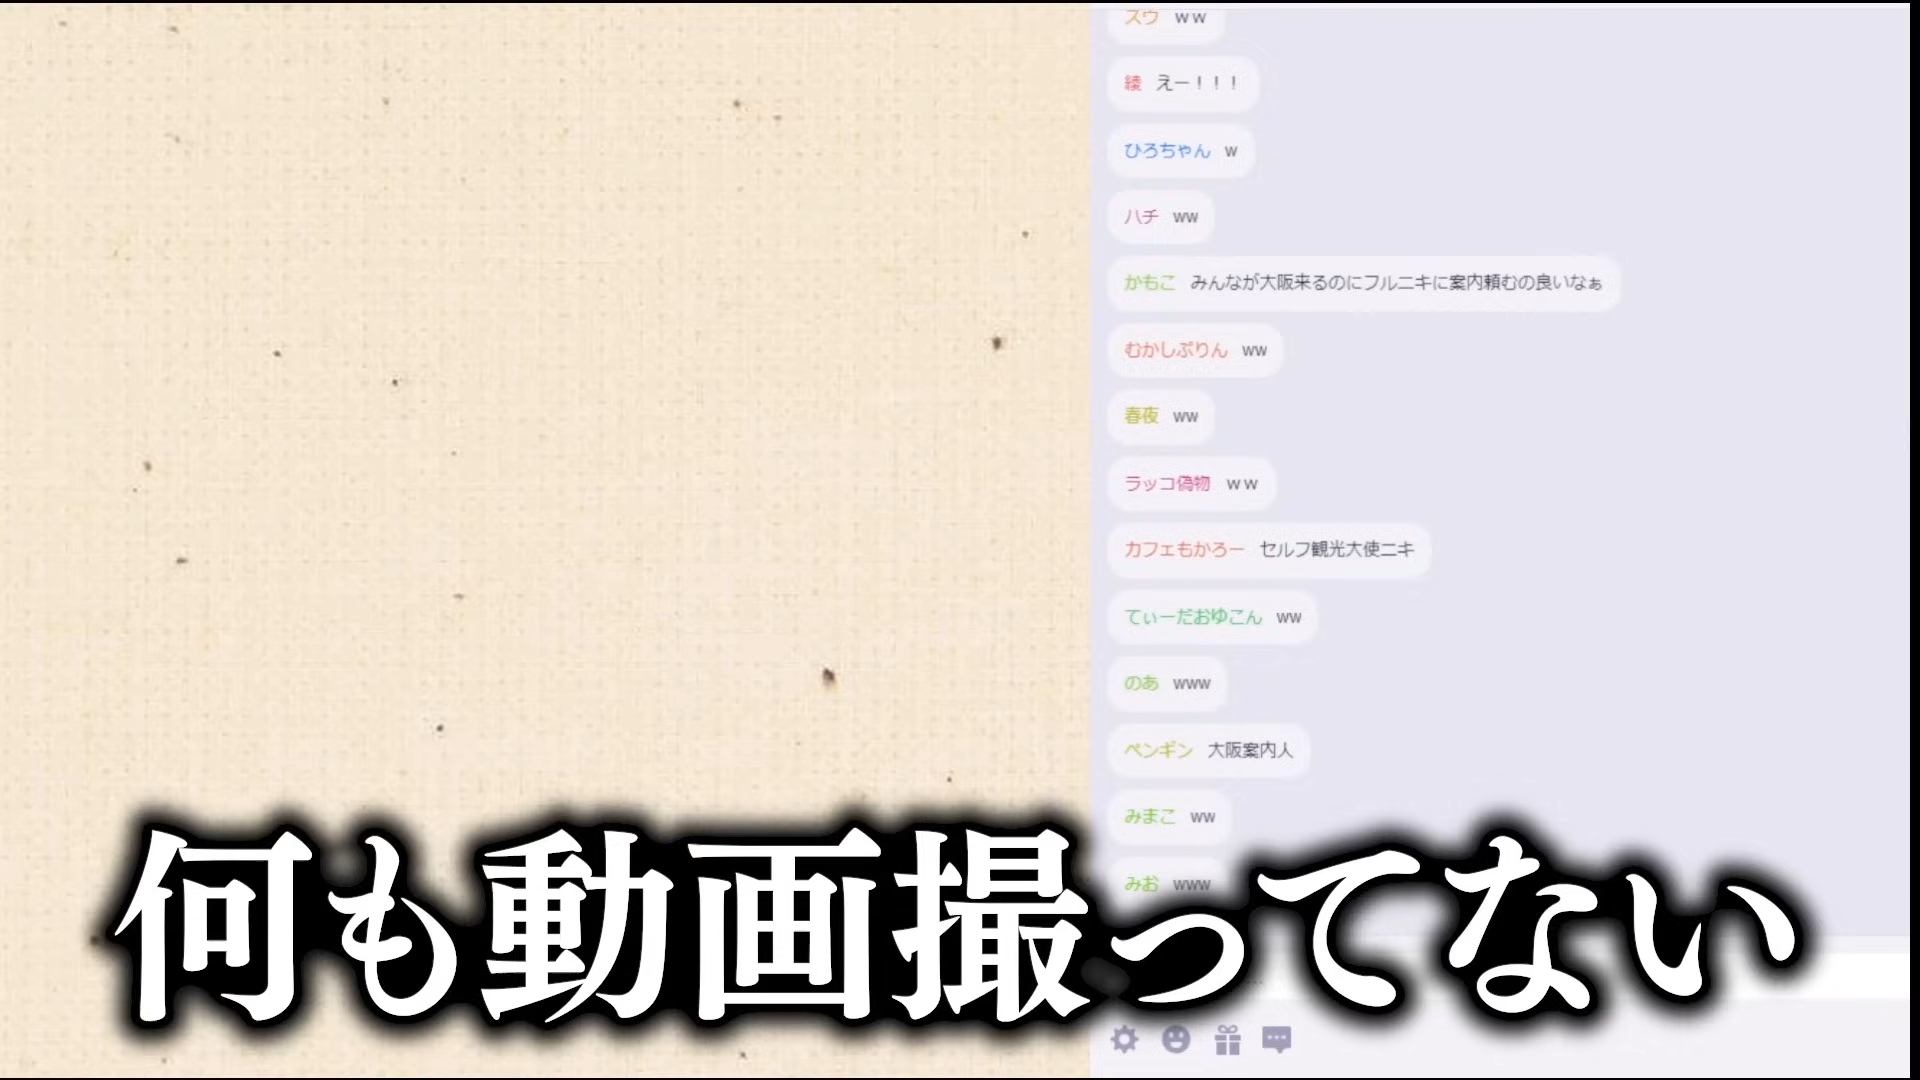 スウ ww
綾 えー！！！
ひろちゃん w
ハチ ww
かもこ みんなが大阪来るのにフルニキに案内頼むの良いなぁ
むかしぷりん ww
春夜 ww
ラッコ偽物 ww
カフェもかろー セルフ観光大使ニキ
てぃーだおゆこん ww
のあ www
ペンギン 大阪案内人
みまこ ww
みお www
何も動画撮ってない